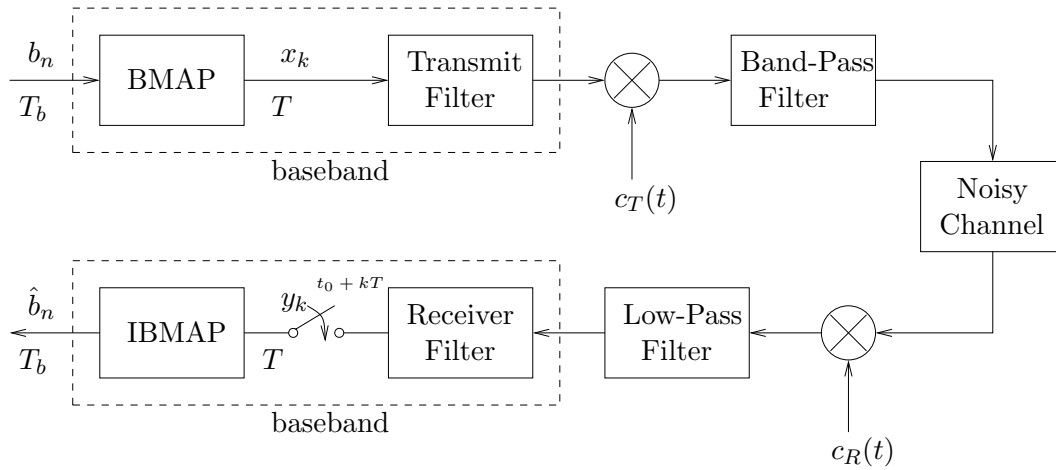 b_n
T_b
BMAP
x_k
T
Transmit
Filter
baseband
c_T(t)
Band-Pass
Filter
Noisy
Channel
b̂_n
T_b
IBMAP
y_k
t_0 + kT
T
Receiver
Filter
baseband
Low-Pass
Filter
c_R(t)